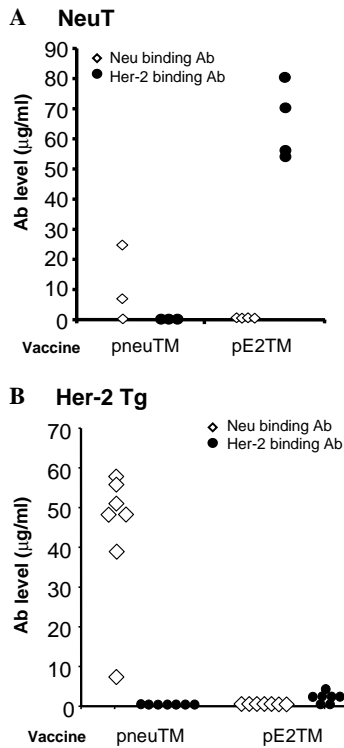 A NeuT
90
80
70
60
50
40
30
20
10
0
Ab level (μg/ml)
◇ Neu binding Ab
● Her-2 binding Ab
Vaccine pneuTM pE2TM
B Her-2 Tg
70
60
50
40
30
20
10
0
Ab level (μg/ml)
◇ Neu binding Ab
● Her-2 binding Ab
Vaccine pneuTM pE2TM